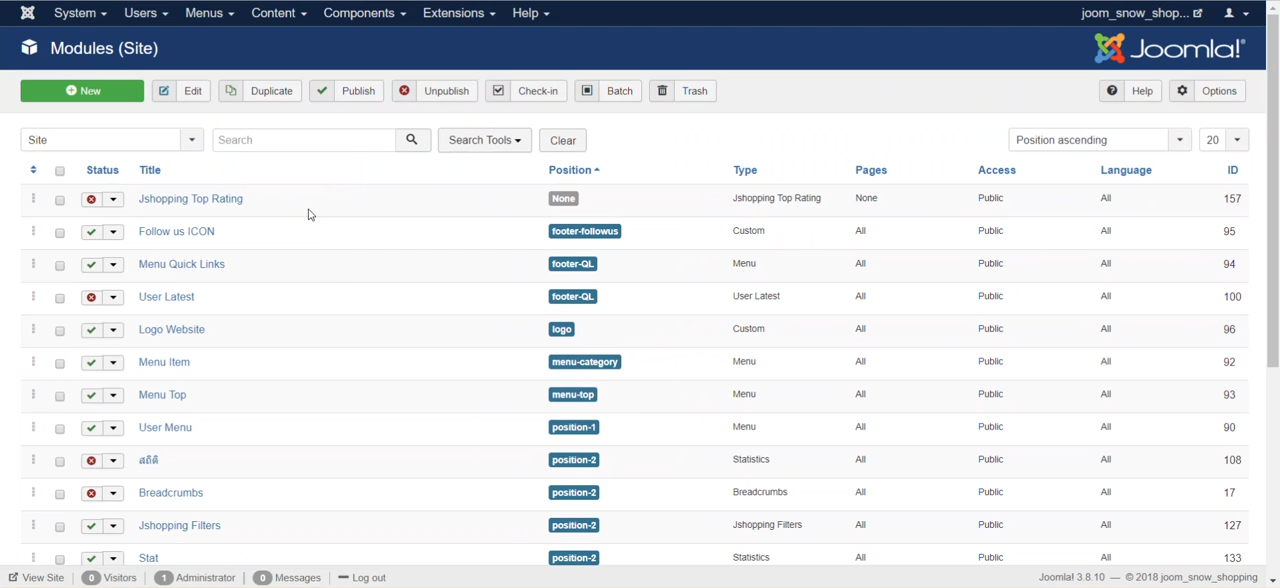 System Users Menus Content Components Extensions Help joom_snow_shop...
Modules (Site) Joomla!
New Edit Duplicate Publish Unpublish Check-in Batch Trash Help Options
Site Search Search Tools Clear Position ascending 20
Status Title Position Type Pages Access Language ID
Jshopping Top Rating None Jshopping Top Rating None Public All 157
Follow us ICON footer-followus Custom All Public All 95
Menu Quick Links footer-QL Menu All Public All 94
User Latest footer-QL User Latest All Public All 100
Logo Website logo Custom All Public All 96
Menu Item menu-category Menu All Public All 92
Menu Top menu-top Menu All Public All 93
User Menu position-1 Menu All Public All 90
สถิติ position-2 Statistics All Public All 108
Breadcrumbs position-2 Breadcrumbs All Public All 17
Jshopping Filters position-2 Jshopping Filters All Public All 127
Stat position-2 Statistics All Public All 133
View Site 0 Visitors 1 Administrator 0 Messages Log out Joomla! 3.8.10 — © 2018 joom_snow_shopping